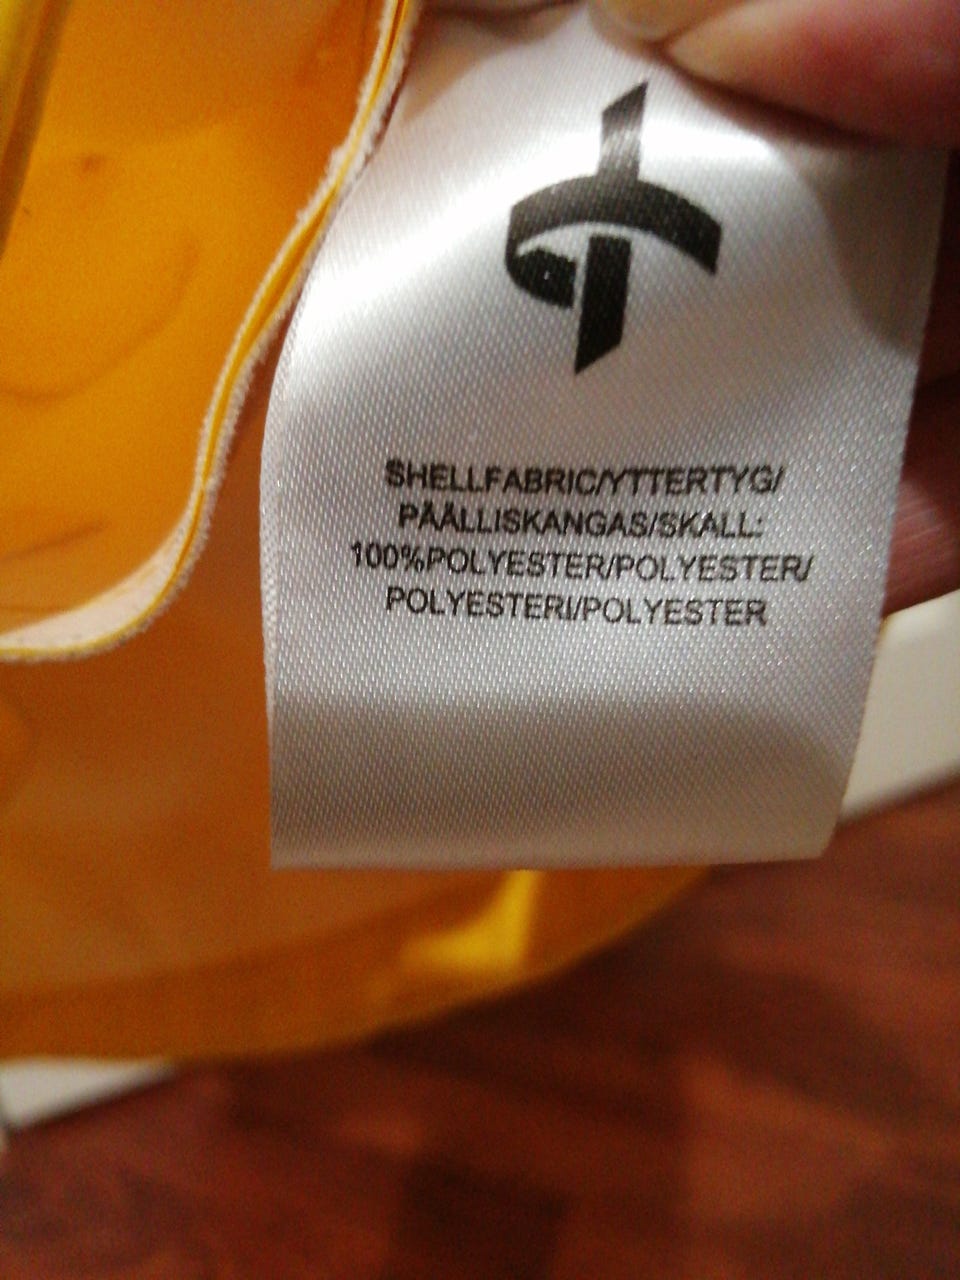 SHELLFABRIC/YTTERTYG/
PÄÄLLISKANGAS/SKALL:
100%POLYESTER/POLYESTER/
POLYESTERI/POLYESTER